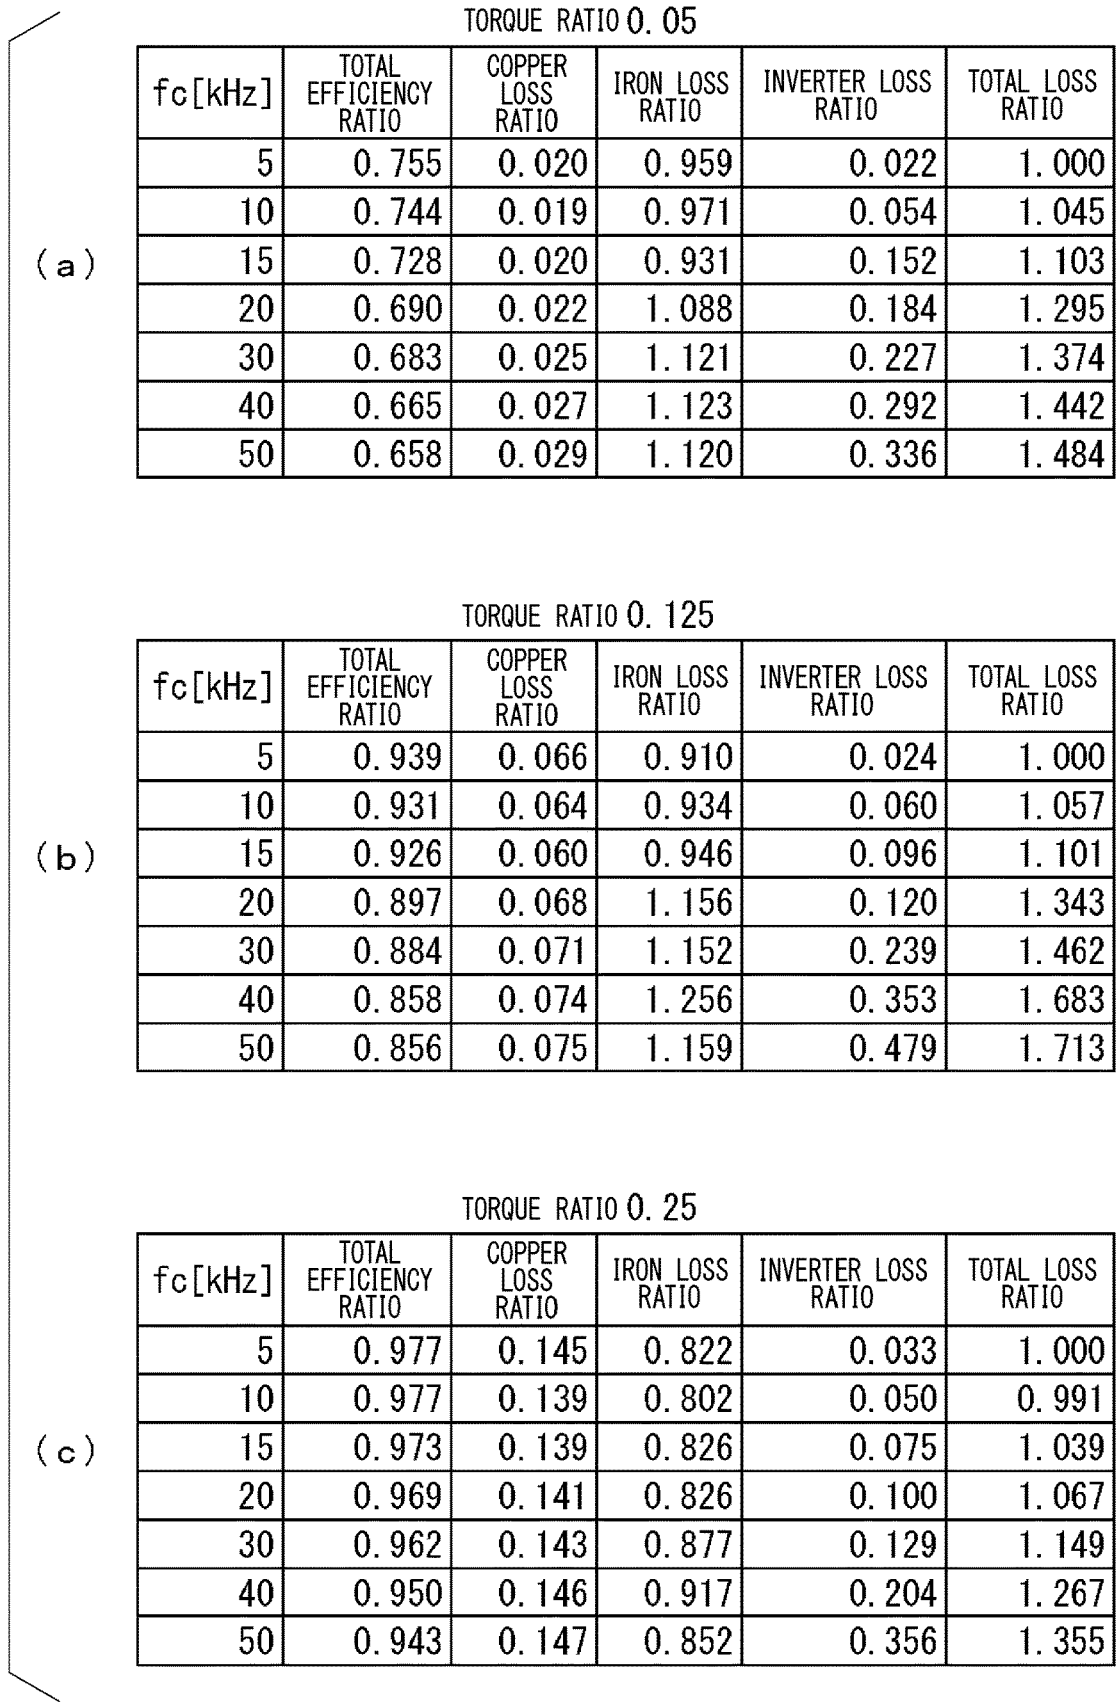 TORQUE RATIO 0.05
fc[kHz] TOTAL EFFICIENCY RATIO COPPER LOSS RATIO IRON LOSS RATIO INVERTER LOSS RATIO TOTAL LOSS RATIO
5 0.755 0.020 0.959 0.022 1.000
10 0.744 0.019 0.971 0.054 1.045
(a)
15 0.728 0.020 0.931 0.152 1.103
20 0.690 0.022 1.088 0.184 1.295
30 0.683 0.025 1.121 0.227 1.374
40 0.665 0.027 1.123 0.292 1.442
50 0.658 0.029 1.120 0.336 1.484
TORQUE RATIO 0.125
fc[kHz] TOTAL EFFICIENCY RATIO COPPER LOSS RATIO IRON LOSS RATIO INVERTER LOSS RATIO TOTAL LOSS RATIO
5 0.939 0.066 0.910 0.024 1.000
10 0.931 0.064 0.934 0.060 1.057
(b)
15 0.926 0.060 0.946 0.096 1.101
20 0.897 0.068 1.156 0.120 1.343
30 0.884 0.071 1.152 0.239 1.462
40 0.858 0.074 1.256 0.353 1.683
50 0.856 0.075 1.159 0.479 1.713
TORQUE RATIO 0.25
fc[kHz] TOTAL EFFICIENCY RATIO COPPER LOSS RATIO IRON LOSS RATIO INVERTER LOSS RATIO TOTAL LOSS RATIO
5 0.977 0.145 0.822 0.033 1.000
10 0.977 0.139 0.802 0.050 0.991
(c)
15 0.973 0.139 0.826 0.075 1.039
20 0.969 0.141 0.826 0.100 1.067
30 0.962 0.143 0.877 0.129 1.149
40 0.950 0.146 0.917 0.204 1.267
50 0.943 0.147 0.852 0.356 1.355